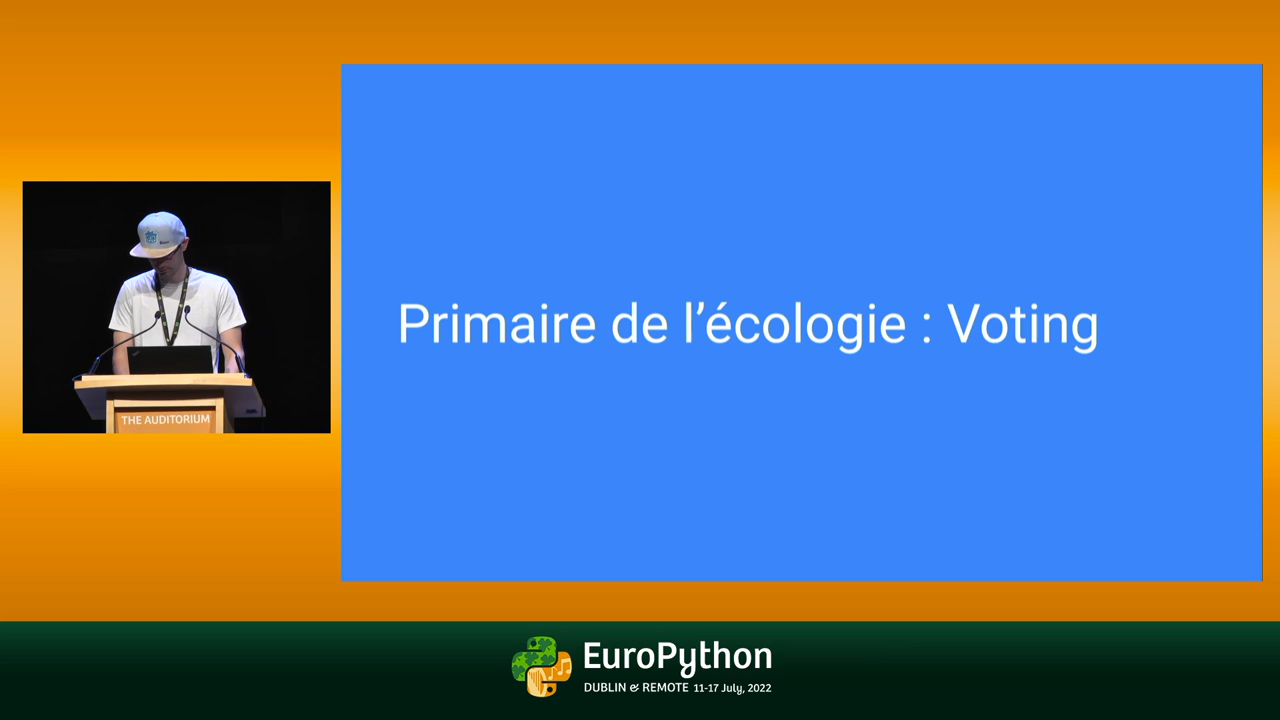 Primaire de l’écologie : Voting
THE AUDITORIUM
EuroPython
DUBLIN & REMOTE 11-17 July, 2022